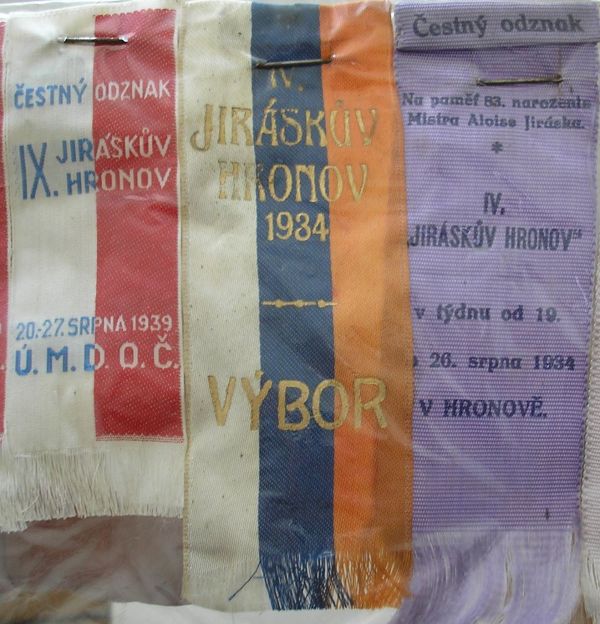 ČESTNÝ ODZNAK
IX. JIRÁSKŮV
HRONOV
20.-27. SRPNA 1939
Ú. M. D. O. Č.
IV.
JIRÁSKŮV
HRONOV
1934
VÝBOR
Čestný odznak
Na paměť 83. narozenin
Mistra Aloise Jiráska.
*
IV.
„JIRÁSKŮV HRONOV“
v týdnu od 19.
26. srpna 1934
V HRONOVĚ.